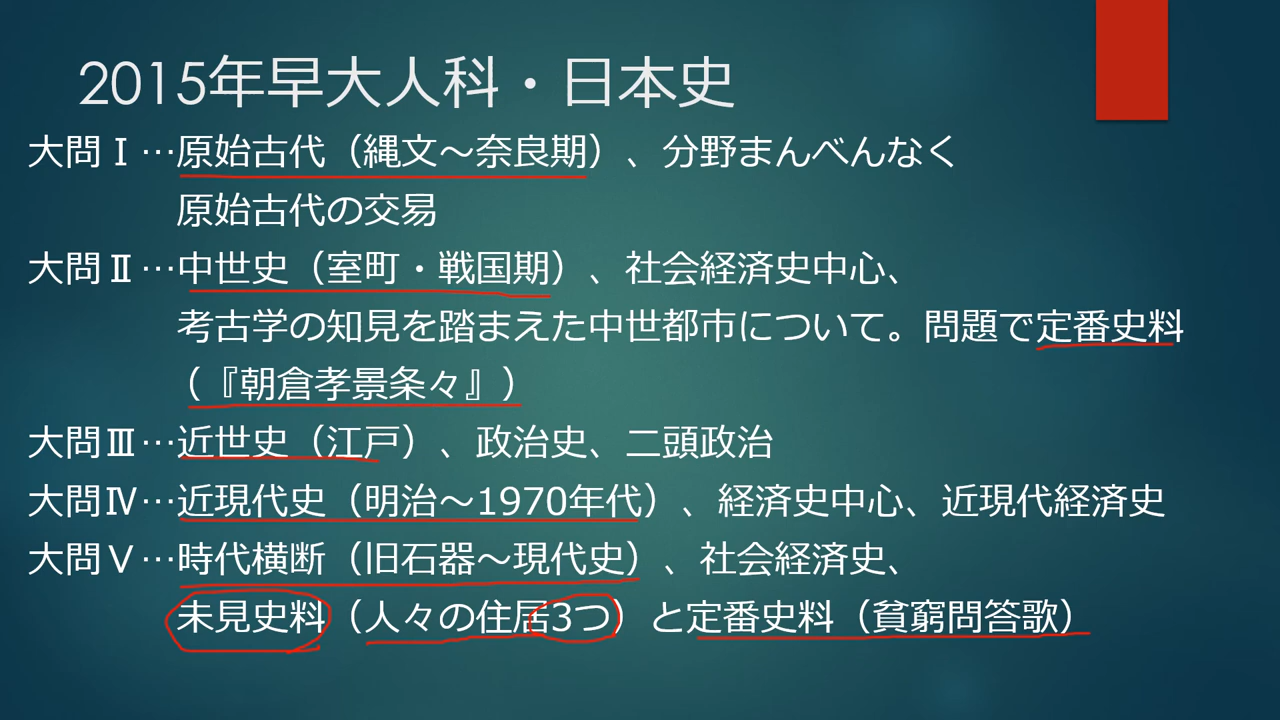 2015年早大人科・日本史
大問Ⅰ…原始古代（縄文～奈良期）、分野まんべんなく
原始古代の交易
大問Ⅱ…中世史（室町・戦国期）、社会経済史中心、
考古学の知見を踏まえた中世都市について。問題で定番史料
（『朝倉孝景条々』）
大問Ⅲ…近世史（江戸）、政治史、二頭政治
大問Ⅳ…近現代史（明治～1970年代）、経済史中心、近現代経済史
大問Ⅴ…時代横断（旧石器～現代史）、社会経済史、
未見史料（人々の住居3つ）と定番史料（貧窮問答歌）